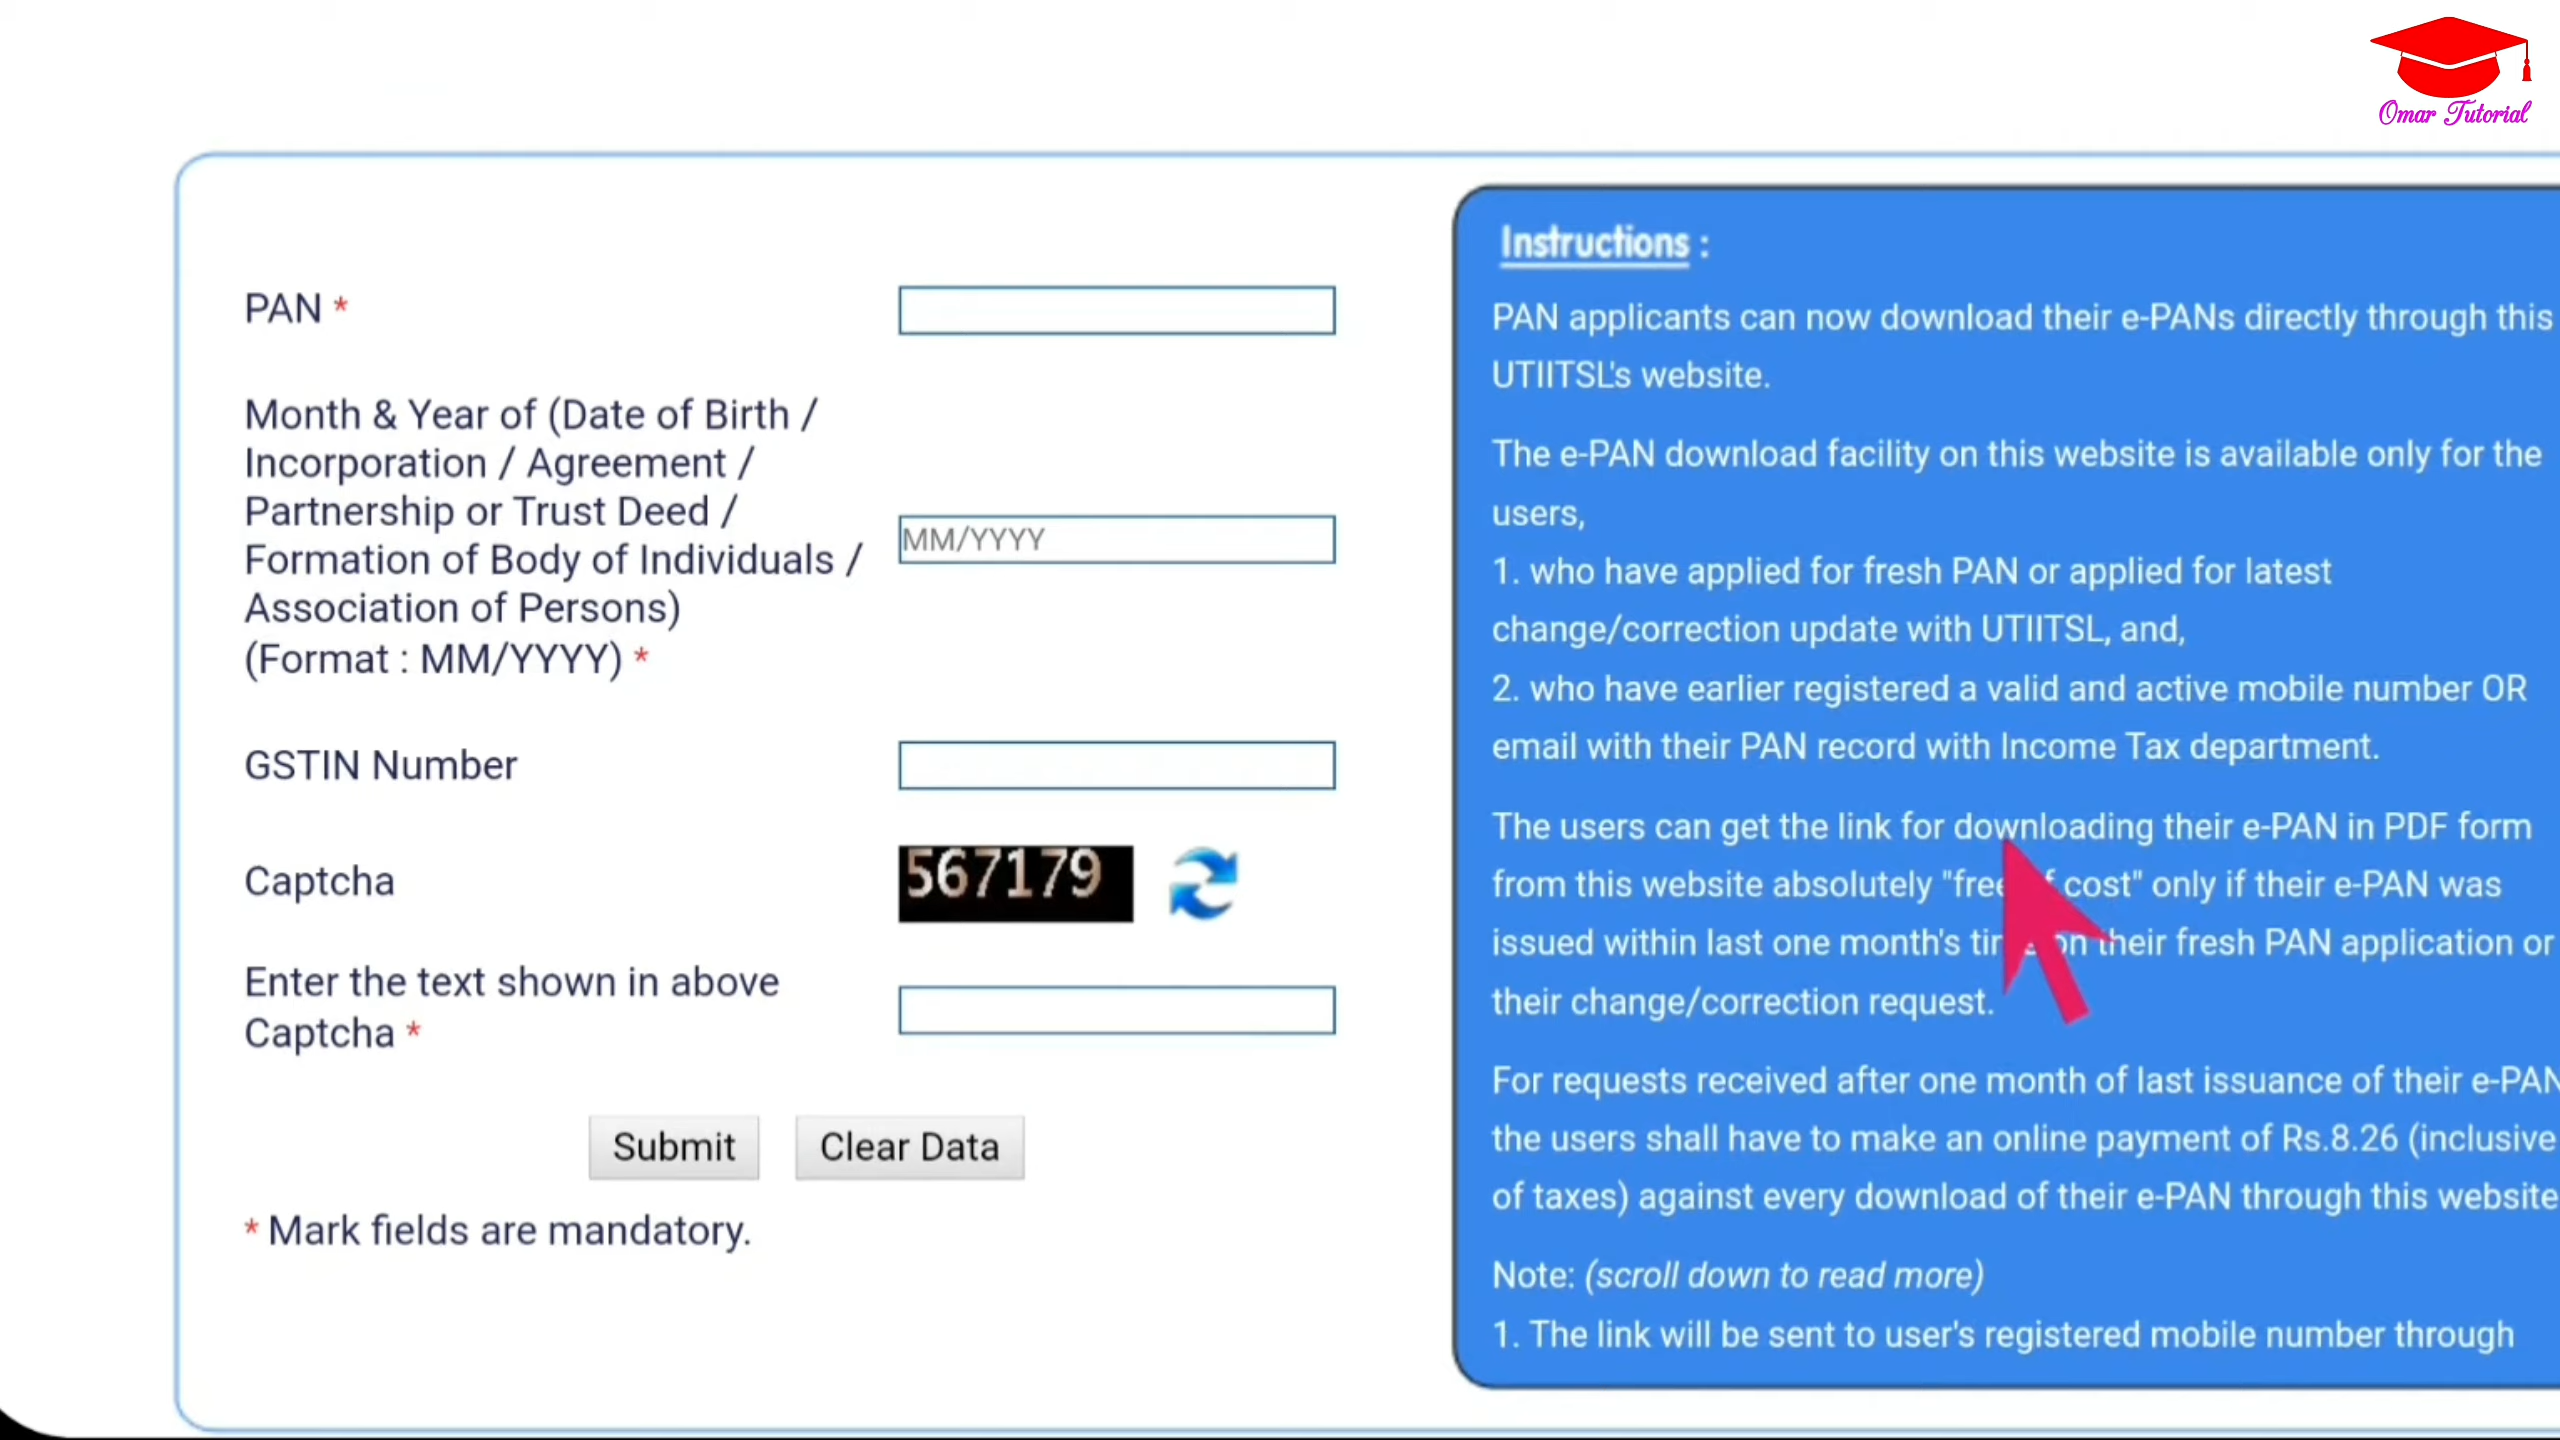 Omar Tutorial
PAN *
Month & Year of (Date of Birth /
Incorporation / Agreement /
Partnership or Trust Deed /
Formation of Body of Individuals /
Association of Persons)
(Format : MM/YYYY) *
MM/YYYY
GSTIN Number
Captcha
567179
Enter the text shown in above
Captcha *
Submit
Clear Data
* Mark fields are mandatory.
Instructions :
PAN applicants can now download their e-PANs directly through this
UTIITSL's website.
The e-PAN download facility on this website is available only for the
users,
1. who have applied for fresh PAN or applied for latest
change/correction update with UTIITSL, and,
2. who have earlier registered a valid and active mobile number OR
email with their PAN record with Income Tax department.
The users can get the link for downloading their e-PAN in PDF form
from this website absolutely "free cost" only if their e-PAN was
issued within last one month's on their fresh PAN application or
their change/correction request.
For requests received after one month of last issuance of their e-PAN
the users shall have to make an online payment of Rs.8.26 (inclusive
of taxes) against every download of their e-PAN through this website
Note: (scroll down to read more)
1. The link will be sent to user's registered mobile number through